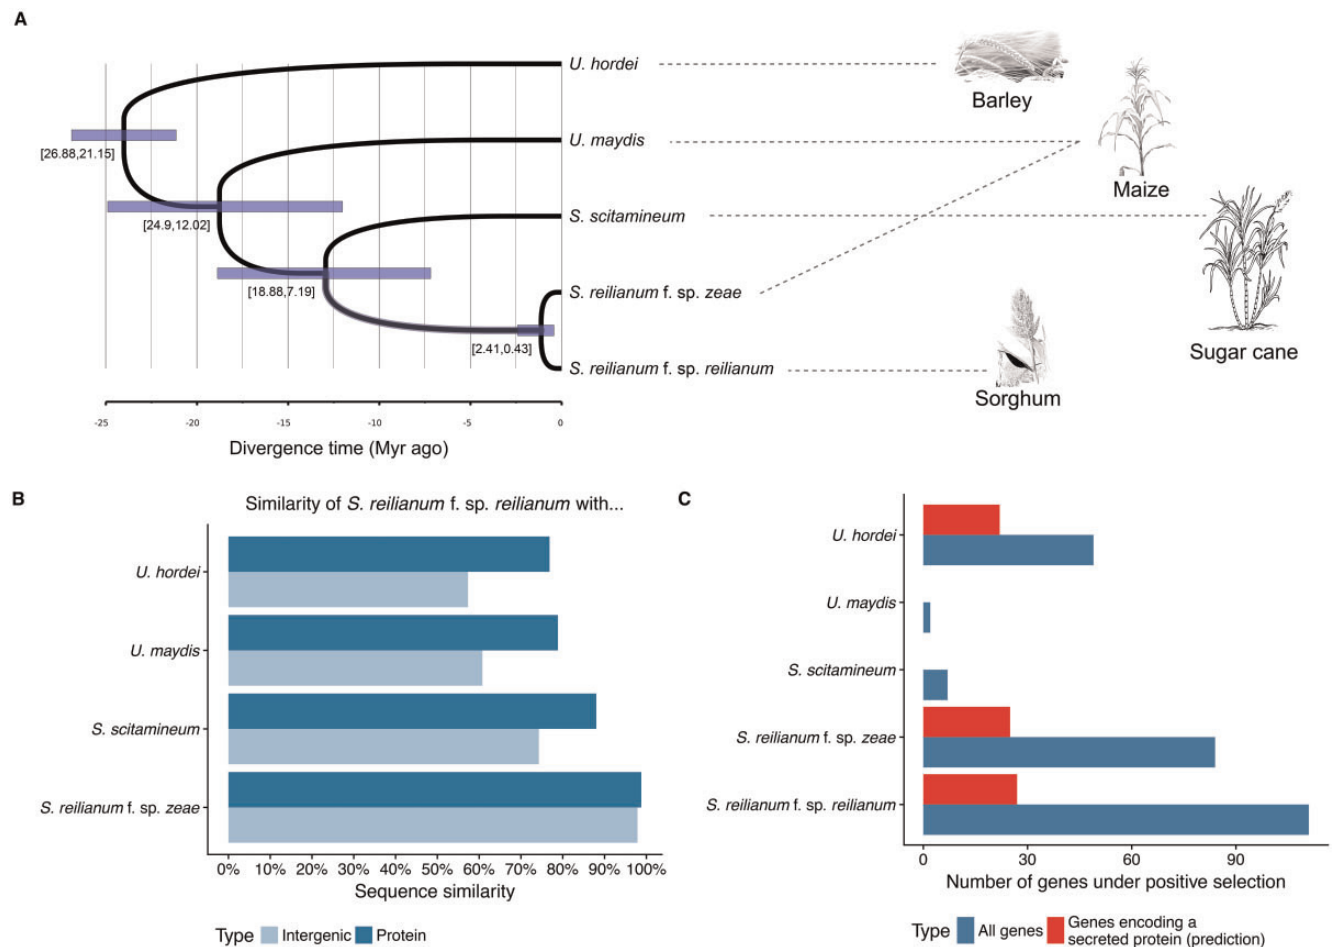 A
U. hordei
Barley
[26.88,21.15]
U. maydis
Maize
[24.9,12.02]
S. scitamineum
[18.88,7.19]
S. reilianum f. sp. zeae
[2.41,0.43]
Sugar cane
S. reilianum f. sp. reilianum
Sorghum
-25 -20 -15 -10 -5 0
Divergence time (Myr ago)
B
Similarity of S. reilianum f. sp. reilianum with...
U. hordei
U. maydis
S. scitamineum
S. reilianum f. sp. zeae
0% 10% 20% 30% 40% 50% 60% 70% 80% 90% 100%
Sequence similarity
Type Intergenic Protein
C
U. hordei
U. maydis
S. scitamineum
S. reilianum f. sp. zeae
S. reilianum f. sp. reilianum
0 30 60 90
Number of genes under positive selection
Type All genes Genes encoding a
secreted protein (prediction)